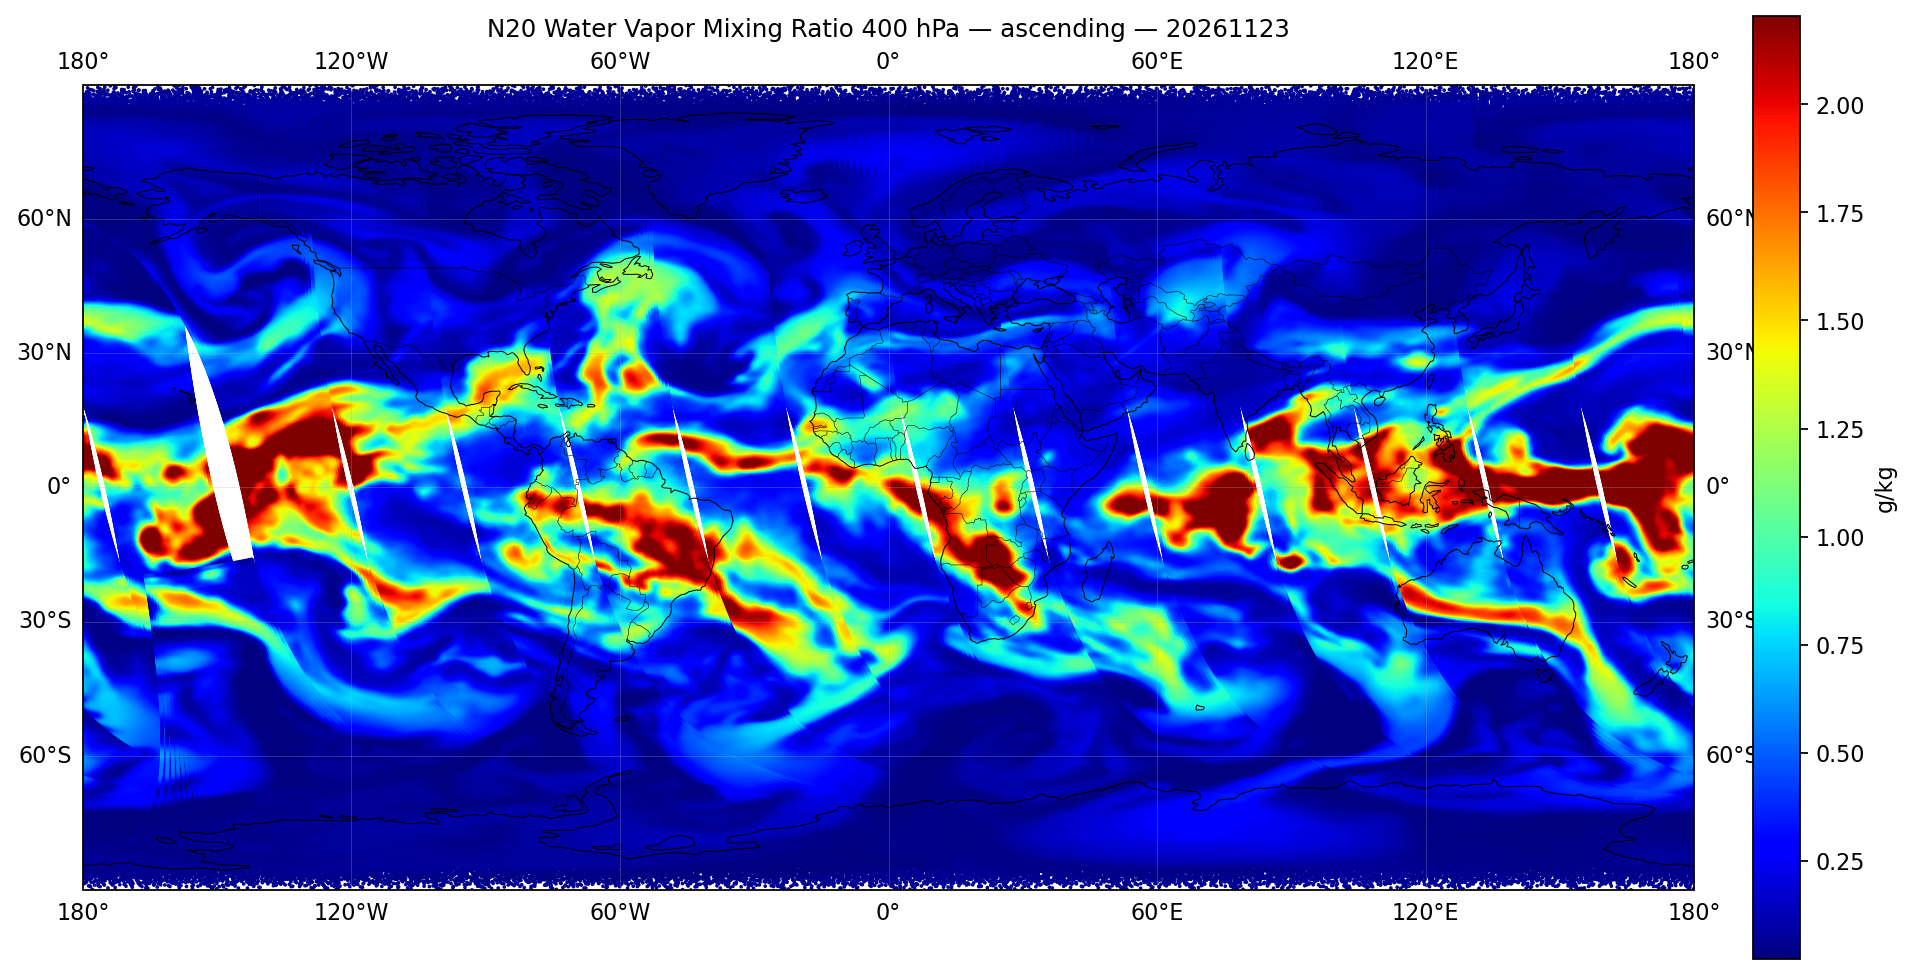 N20 Water Vapor Mixing Ratio 400 hPa — ascending — 20261123
180° 120°W 60°W 0° 60°E 120°E 180°
60°N 60°N
30°N 30°N
0° 0°
30°S 30°S
60°S 60°S
180° 120°W 60°W 0° 60°E 120°E 180°
2.00
1.75
1.50
1.25
1.00
0.75
0.50
0.25
g/kg